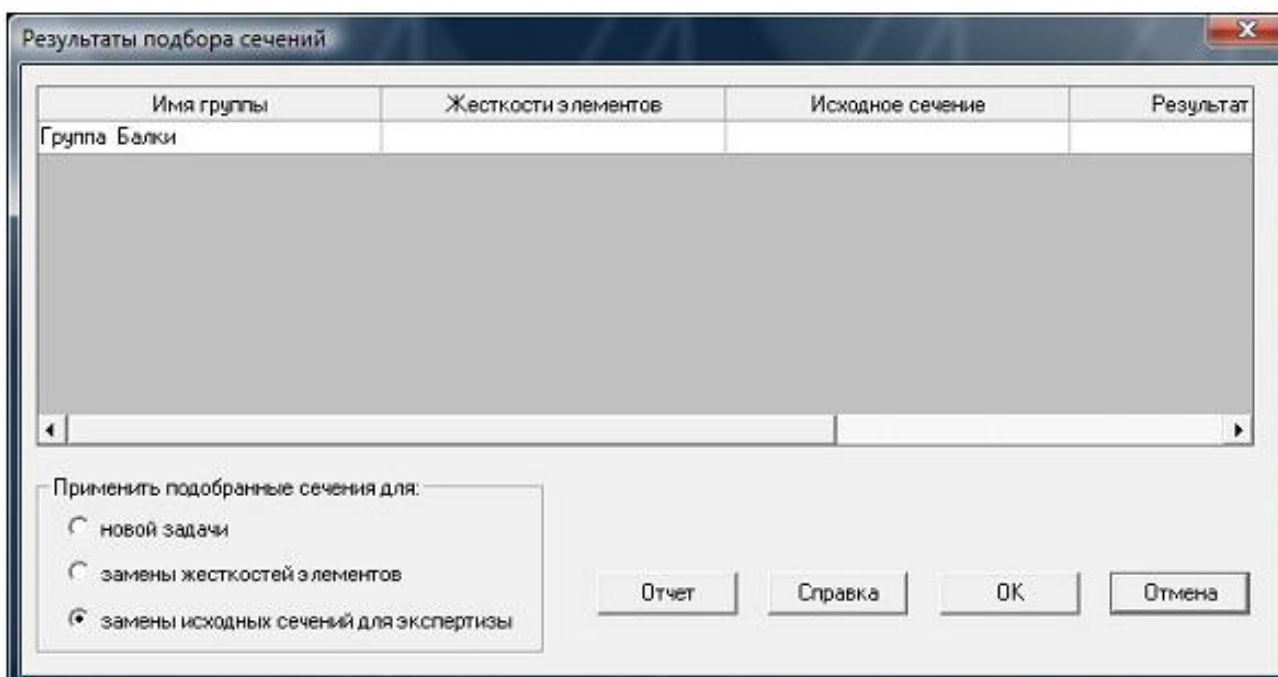 Результаты подбора сечений
Имя группы Жесткости элементов Исходное сечение Результат
Группа Балки
Применить подобранные сечения для:
новой задачи
замены жесткостей элементов
замены исходных сечений для экспертизы
Отчет Справка OK Отмена